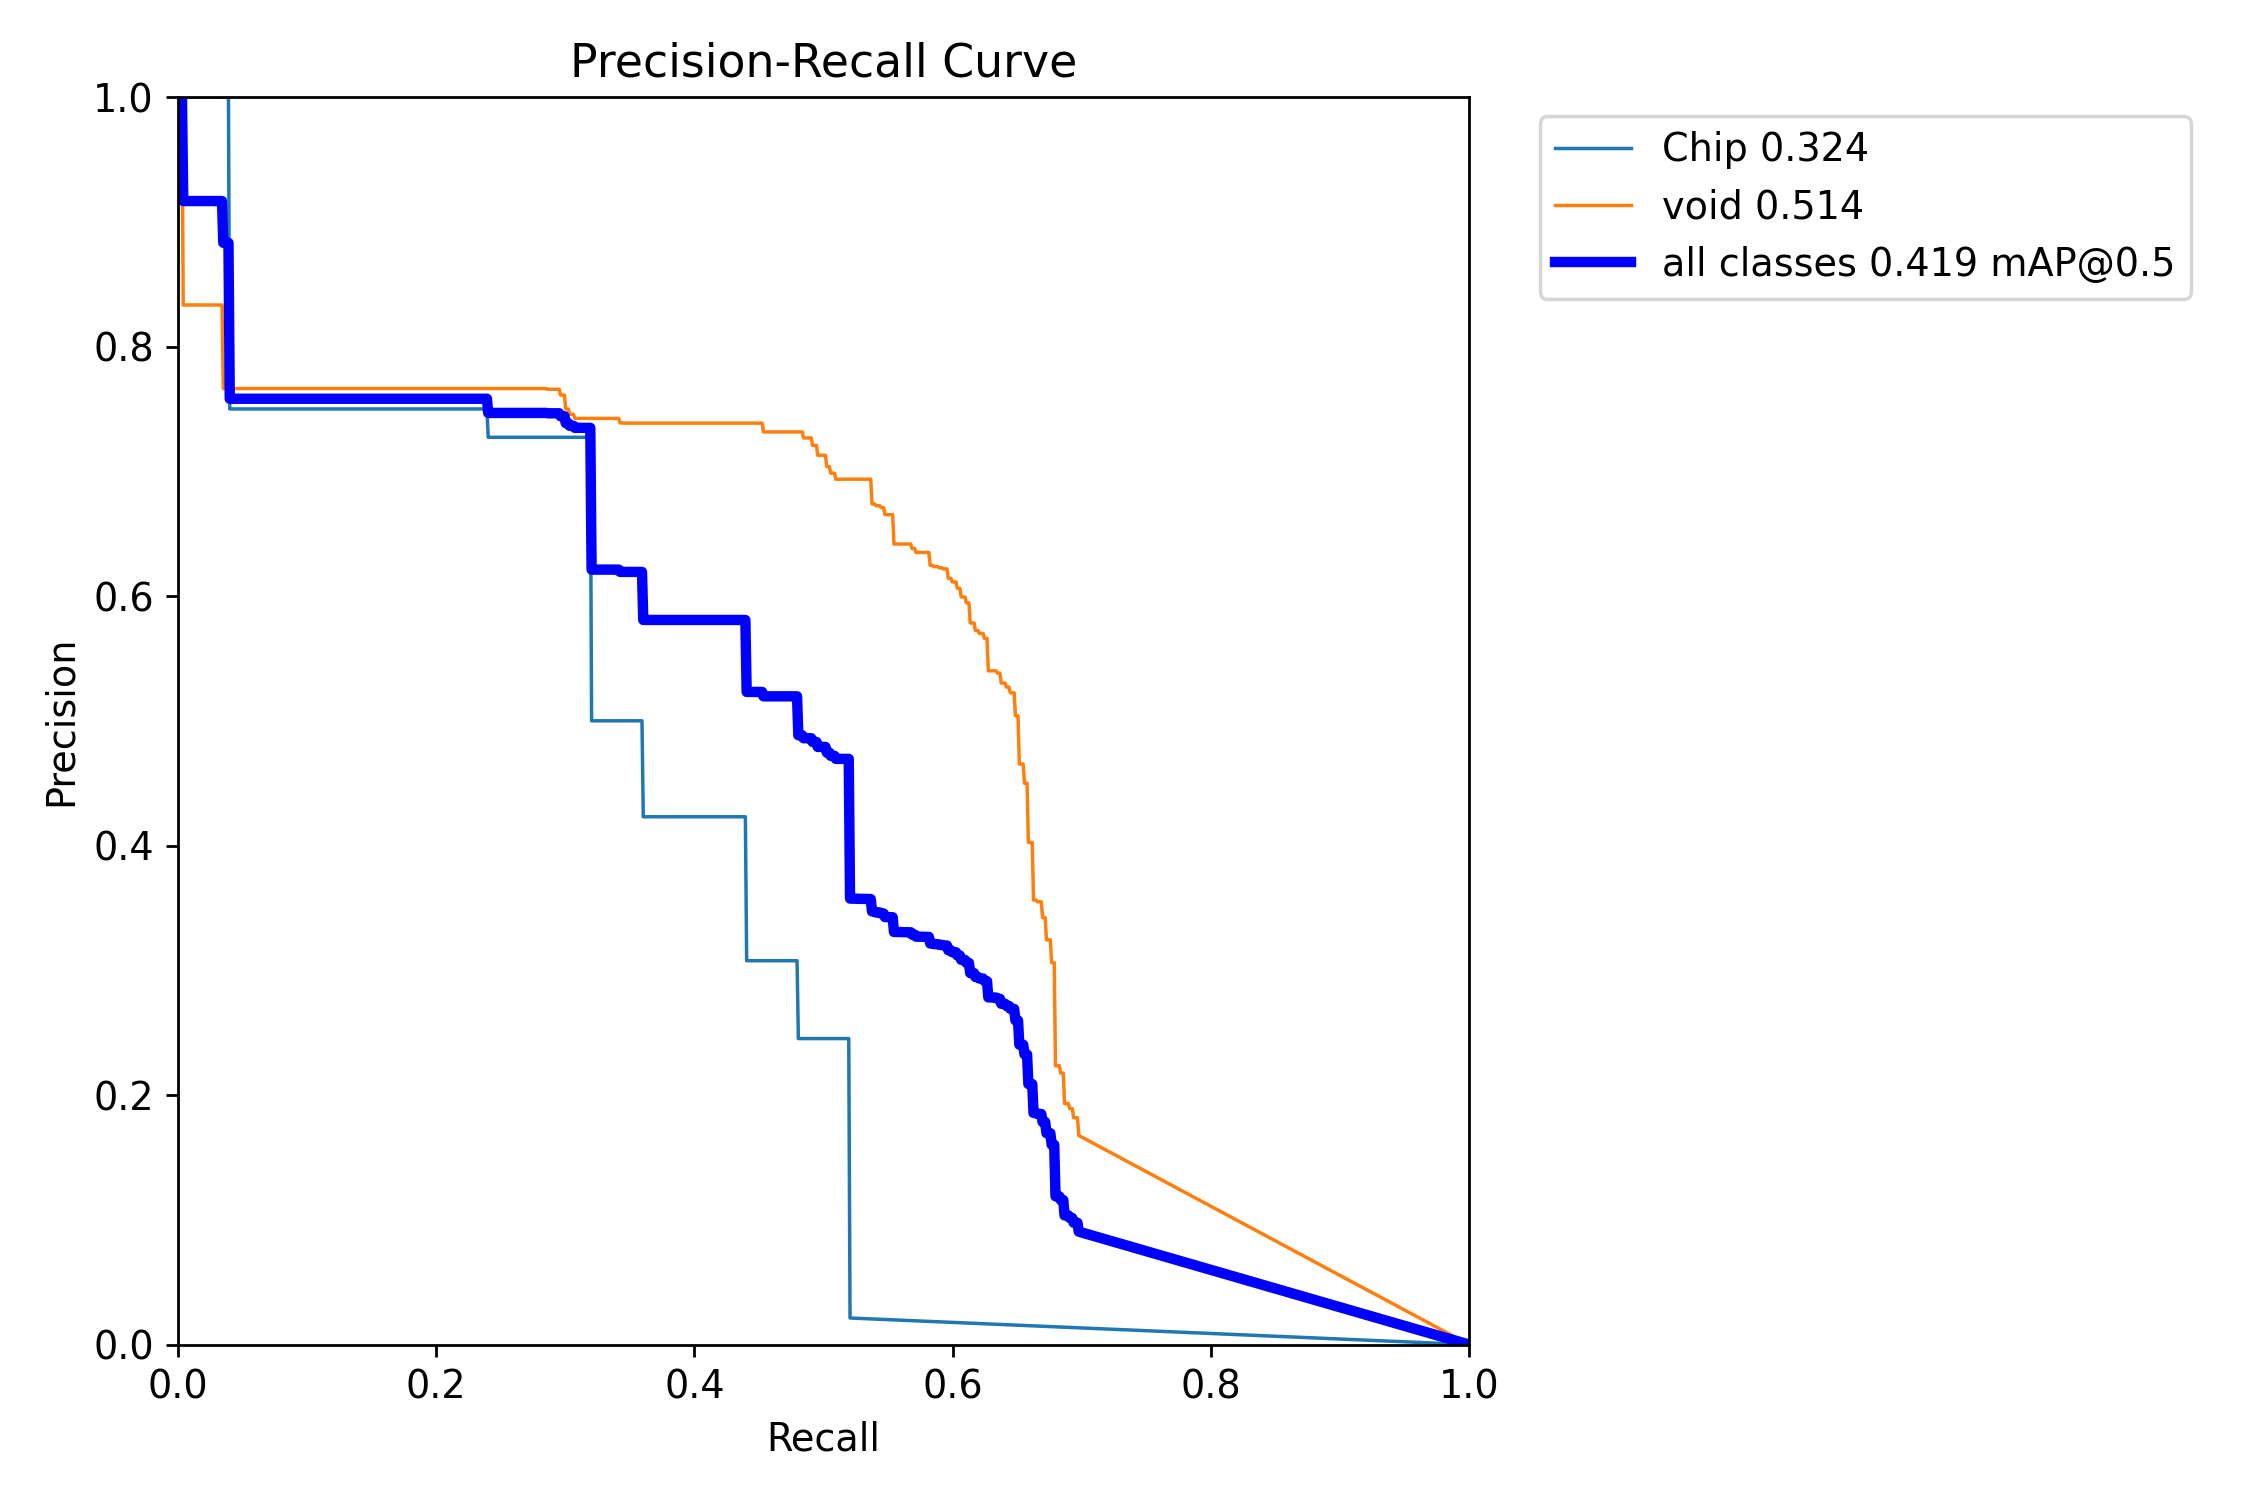 Precision-Recall Curve
1.0
0.8
0.6
0.4
0.2
0.0
Precision
0.0 0.2 0.4 0.6 0.8 1.0
Recall
Chip 0.324
void 0.514
all classes 0.419 mAP@0.5